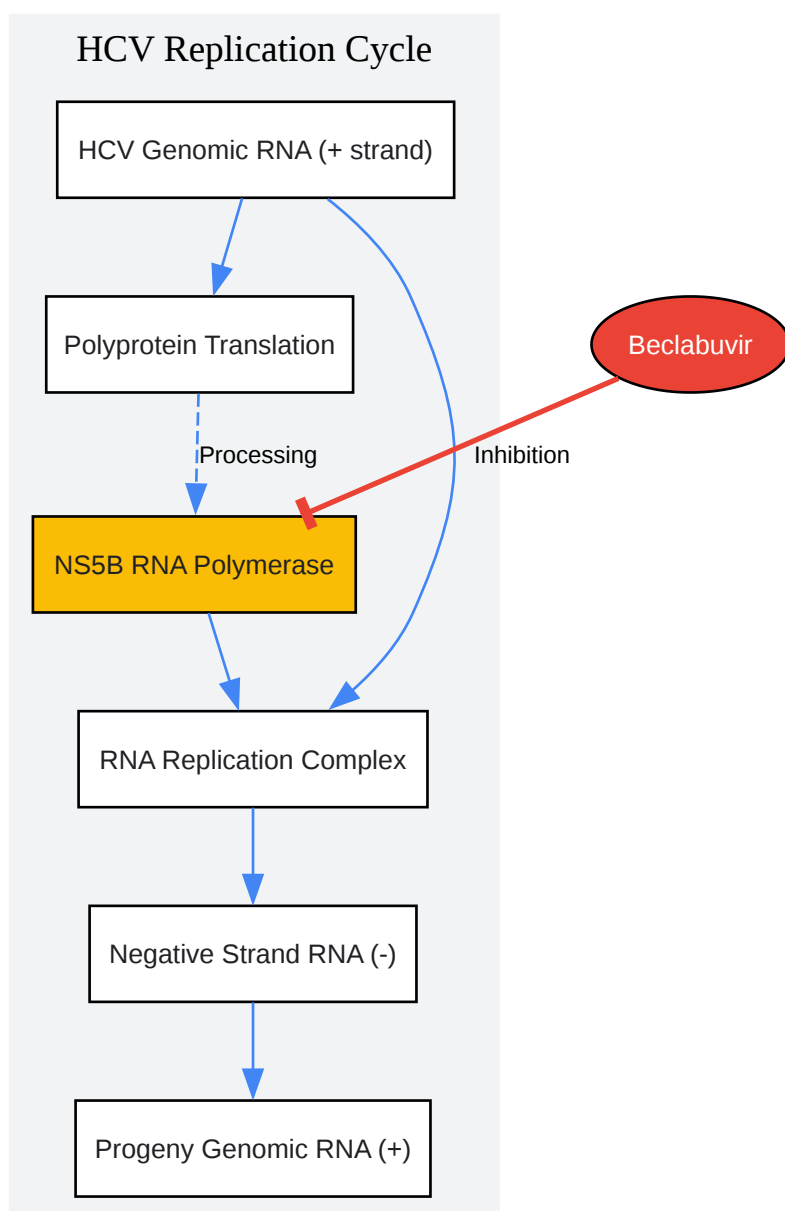 HCV Replication Cycle
HCV Genomic RNA (+ strand)
Polyprotein Translation
Beclabuvir
Processing
Inhibition
NS5B RNA Polymerase
RNA Replication Complex
Negative Strand RNA (-)
Progeny Genomic RNA (+)